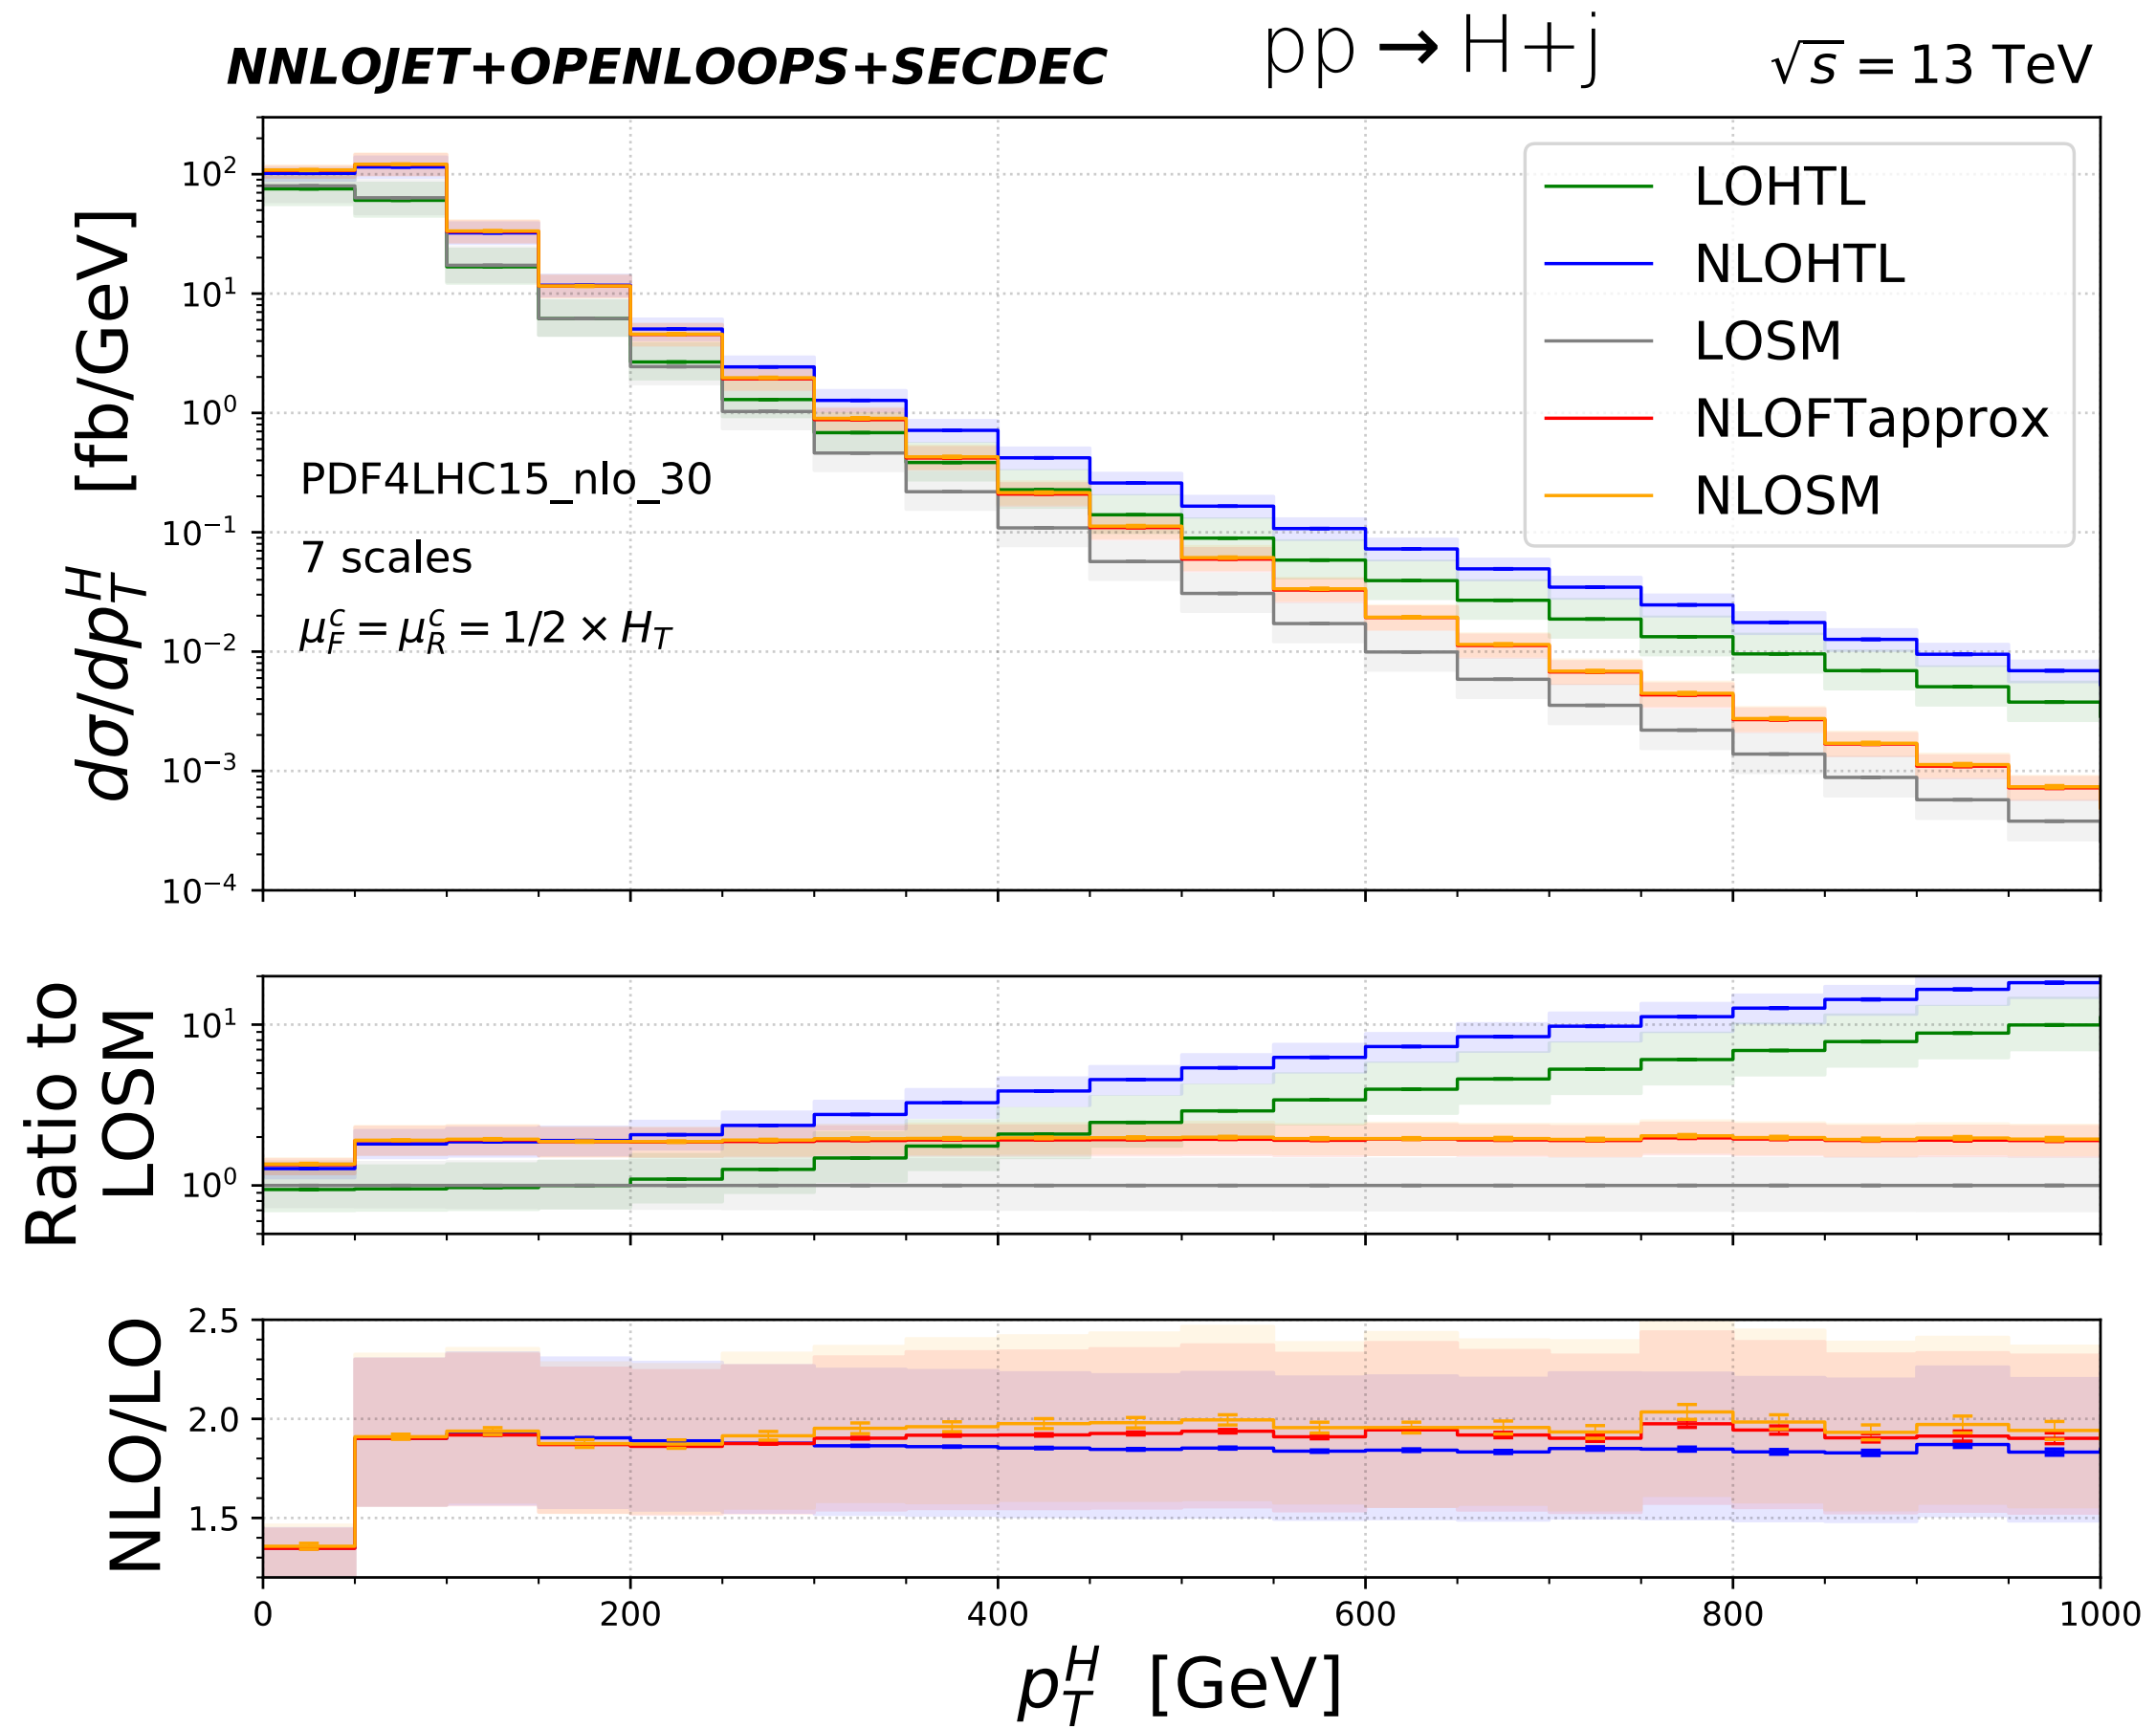 NNLOJET+OPENLOOPS+SECDEC pp → H+j √s = 13 TeV
dσ/dp_T^H [fb/GeV]
10^2
10^1
10^0
10^−1
10^−2
10^−3
10^−4
LOHTL
NLOHTL
LOSM
NLOFTapprox
NLOSM
PDF4LHC15_nlo_30
7 scales
μ_F^c = μ_R^c = 1/2 × H_T
Ratio to
LOSM
10^1
10^0
NLO/LO
2.5
2.0
1.5
0 200 400 600 800 1000
p_T^H [GeV]